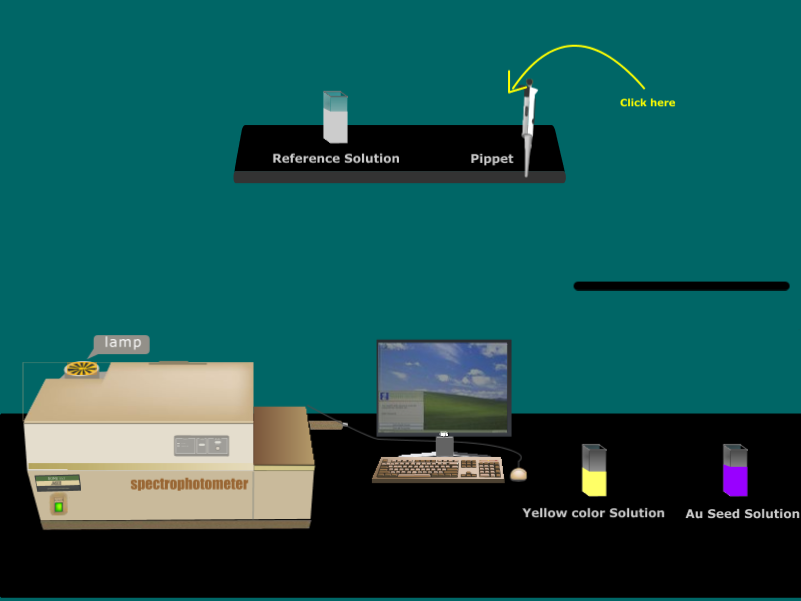 Click here
Reference Solution
Pippet
lamp
spectrophotometer
Yellow color Solution
Au Seed Solution